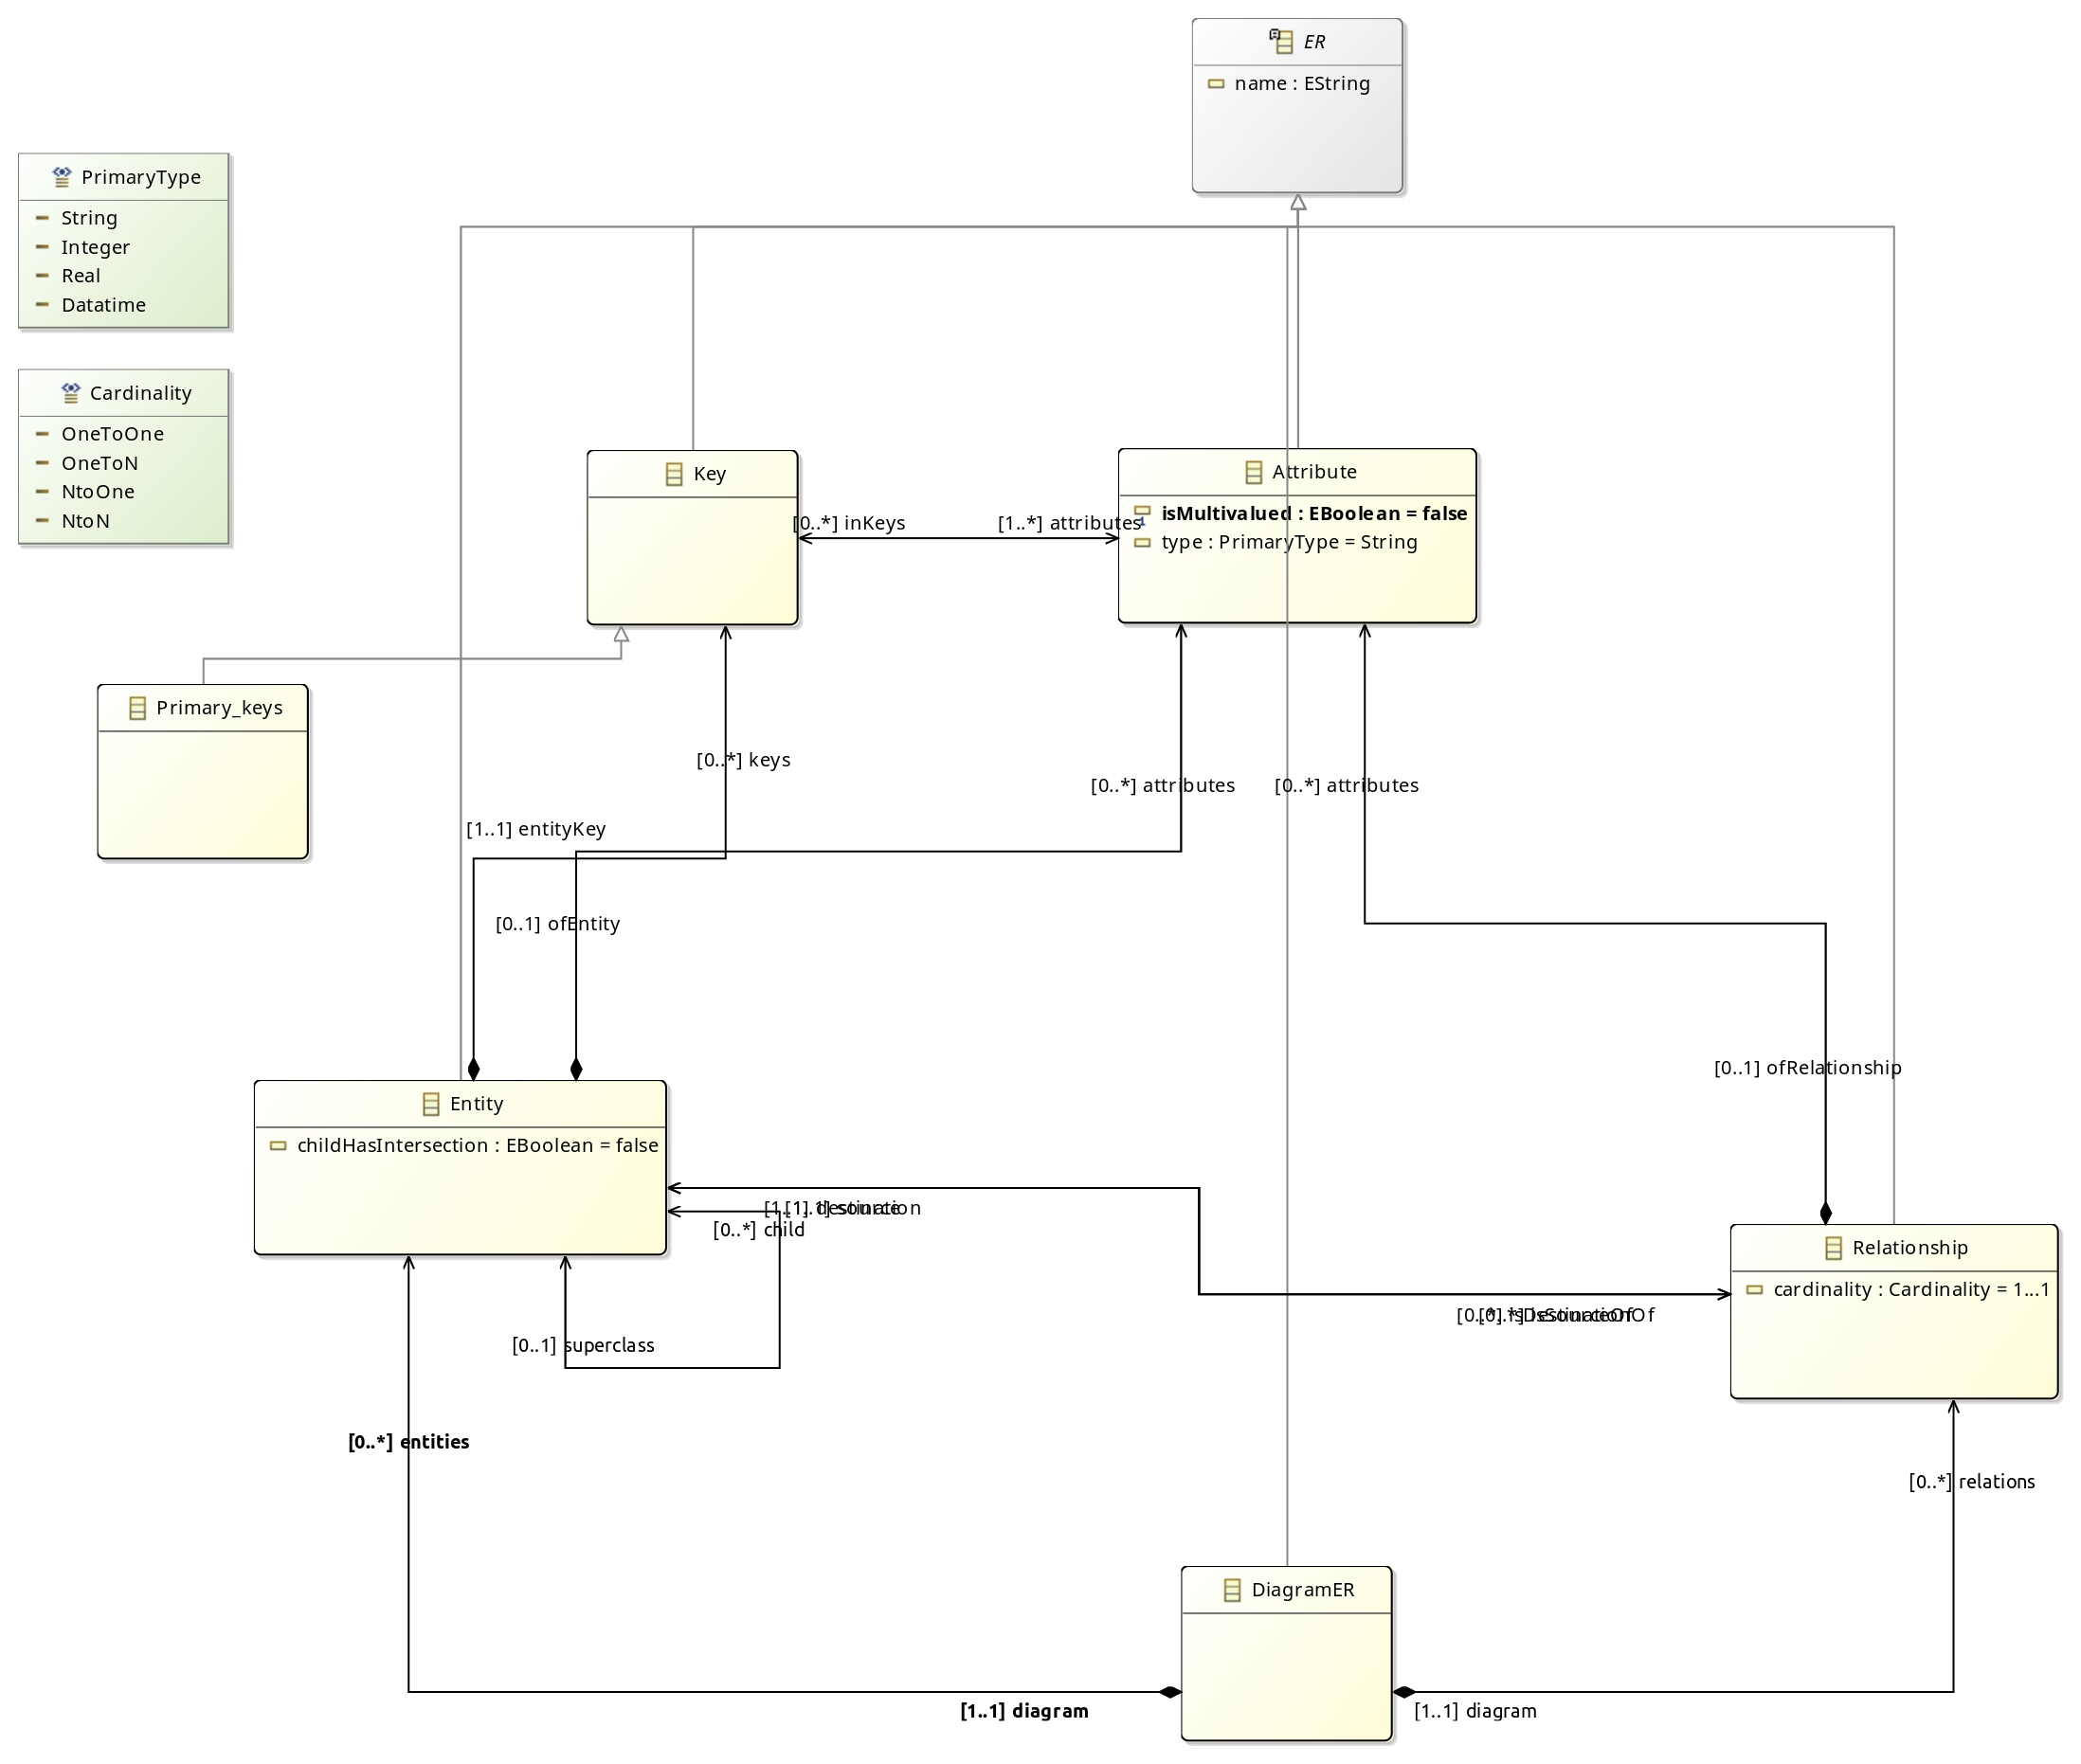 ER
name : EString
PrimaryType
String
Integer
Real
Datatime
Cardinality
OneToOne
OneToN
NtoOne
NtoN
Key
Attribute
isMultivalued : EBoolean = false
type : PrimaryType = String
[0..*] inKeys
[1..*] attributes
Primary_keys
[0..*] keys
[0..*] attributes
[0..*] attributes
[1..1] entityKey
[0..1] ofEntity
[0..1] ofRelationship
Entity
childHasIntersection : EBoolean = false
[1..1] source
[1..1] destination
[0..*] child
[0..1] superclass
Relationship
cardinality : Cardinality = 1...1
[0..*] isDestinationOf
[0..*] isSourceOf
[0..*] entities
[0..*] relations
DiagramER
[1..1] diagram
[1..1] diagram